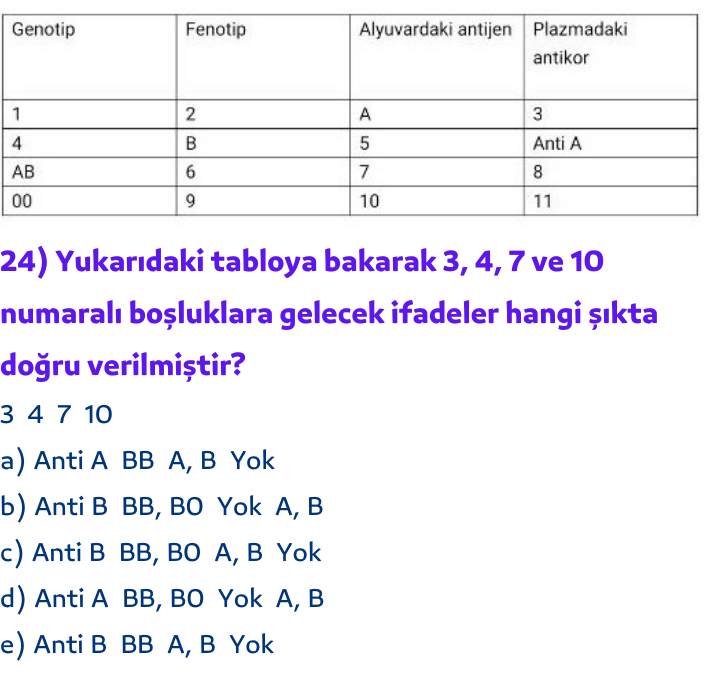 Genotip Fenotip Alyuvardaki antijen Plazmadaki
antikor
1 2 A 3
4 B 5 Anti A
AB 6 7 8
00 9 10 11
24) Yukarıdaki tabloya bakarak 3, 4, 7 ve 10
numaralı boşluklara gelecek ifadeler hangi şıkta
doğru verilmiştir?
3 4 7 10
a) Anti A BB A, B Yok
b) Anti B BB, BO Yok A, B
c) Anti B BB, BO A, B Yok
d) Anti A BB, BO Yok A, B
e) Anti B BB A, B Yok